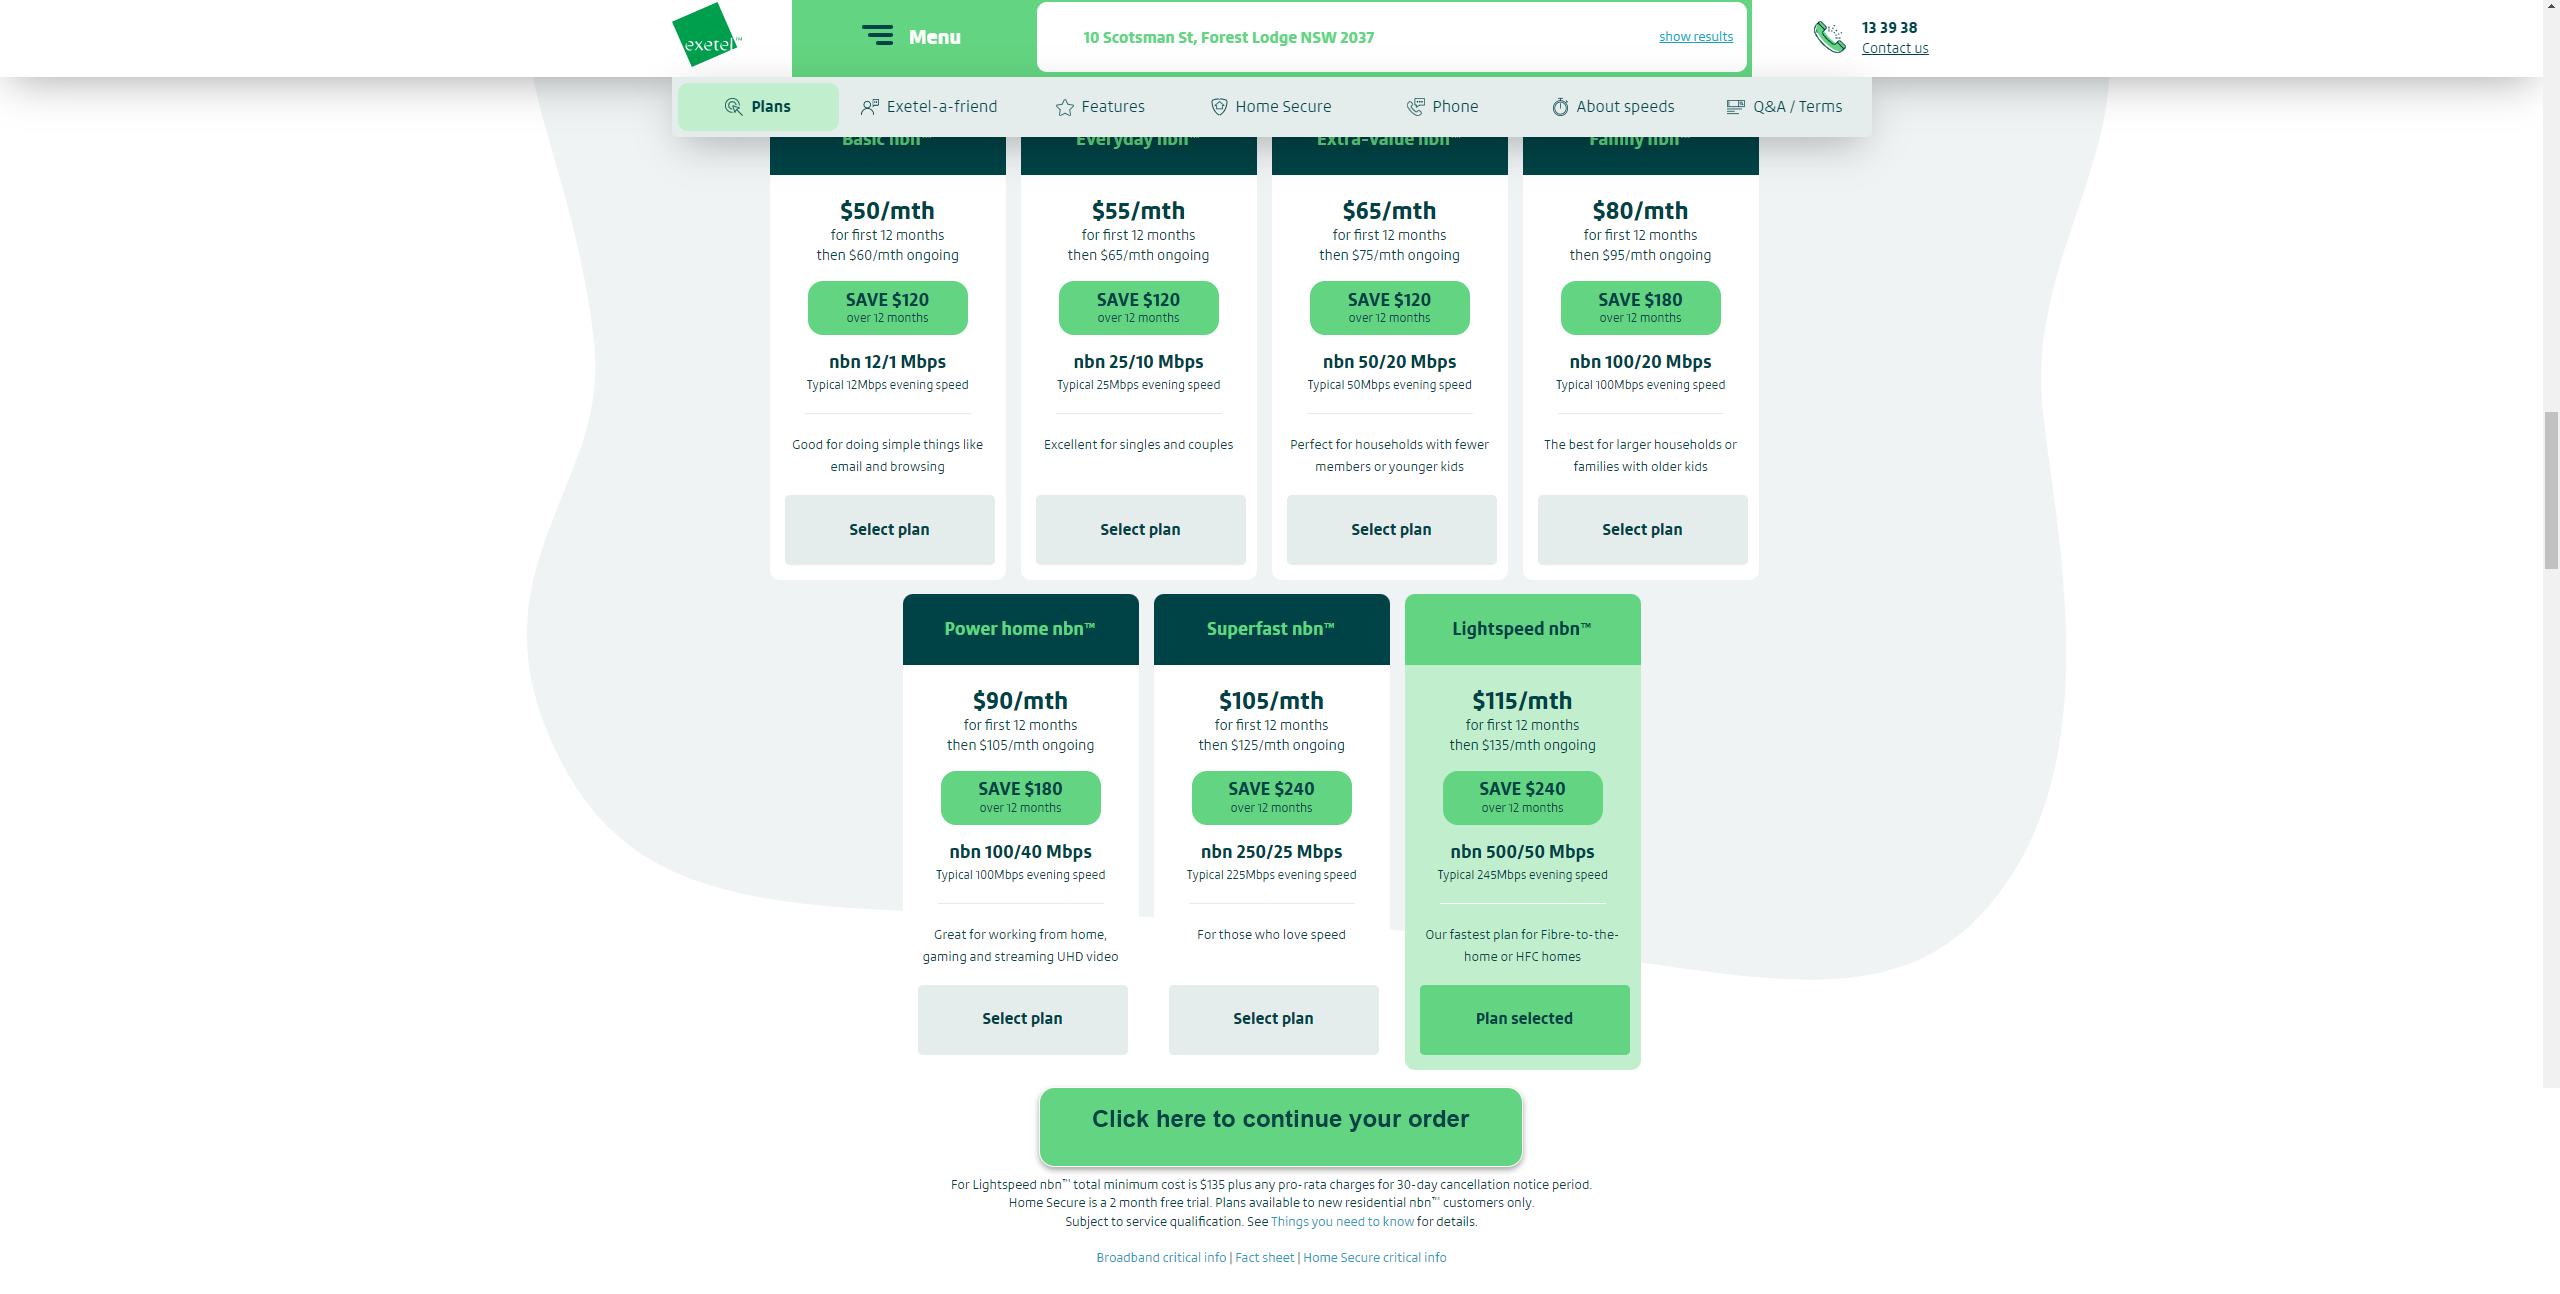 exetel™
Menu
10 Scotsman St, Forest Lodge NSW 2037
show results
13 39 38
Contact us
Plans
Exetel-a-friend
Features
Home Secure
Phone
About speeds
Q&A / Terms
Basic nbn™
Everyday nbn™
Extra-value nbn™
Family nbn™
$50/mth
for first 12 months
then $60/mth ongoing
SAVE $120
over 12 months
nbn 12/1 Mbps
Typical 12Mbps evening speed
Good for doing simple things like
email and browsing
Select plan
$55/mth
for first 12 months
then $65/mth ongoing
SAVE $120
over 12 months
nbn 25/10 Mbps
Typical 25Mbps evening speed
Excellent for singles and couples
Select plan
$65/mth
for first 12 months
then $75/mth ongoing
SAVE $120
over 12 months
nbn 50/20 Mbps
Typical 50Mbps evening speed
Perfect for households with fewer
members or younger kids
Select plan
$80/mth
for first 12 months
then $95/mth ongoing
SAVE $180
over 12 months
nbn 100/20 Mbps
Typical 100Mbps evening speed
The best for larger households or
families with older kids
Select plan
Power home nbn™
$90/mth
for first 12 months
then $105/mth ongoing
SAVE $180
over 12 months
nbn 100/40 Mbps
Typical 100Mbps evening speed
Great for working from home,
gaming and streaming UHD video
Select plan
Superfast nbn™
$105/mth
for first 12 months
then $125/mth ongoing
SAVE $240
over 12 months
nbn 250/25 Mbps
Typical 225Mbps evening speed
For those who love speed
Select plan
Lightspeed nbn™
$115/mth
for first 12 months
then $135/mth ongoing
SAVE $240
over 12 months
nbn 500/50 Mbps
Typical 245Mbps evening speed
Our fastest plan for Fibre-to-the-
home or HFC homes
Plan selected
Click here to continue your order
For Lightspeed nbn™ total minimum cost is $135 plus any pro-rata charges for 30-day cancellation notice period.
Home Secure is a 2 month free trial. Plans available to new residential nbn™ customers only.
Subject to service qualification. See Things you need to know for details.
Broadband critical info | Fact sheet | Home Secure critical info